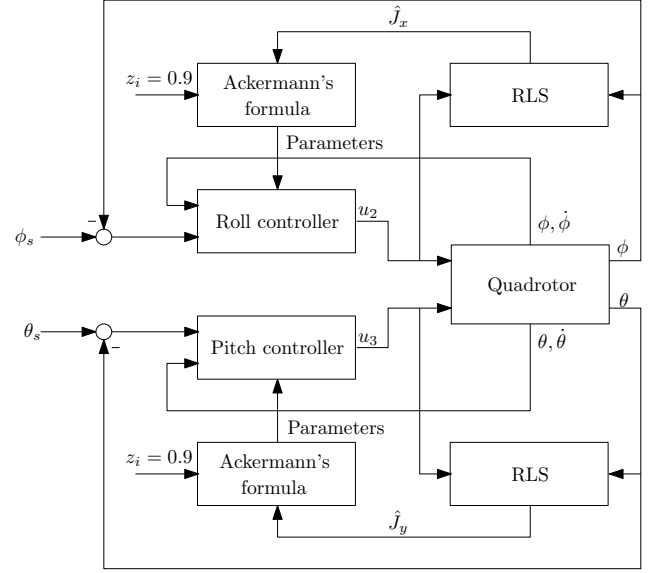 Ĵ_x
z_i = 0.9
Ackermann's
formula
RLS
Parameters
u_2
Roll controller
ϕ, ϕ̇
–
ϕ_s
ϕ
Quadrotor
θ
θ_s
–
Pitch controller
u_3
θ, θ̇
Parameters
z_i = 0.9
Ackermann's
formula
RLS
Ĵ_y